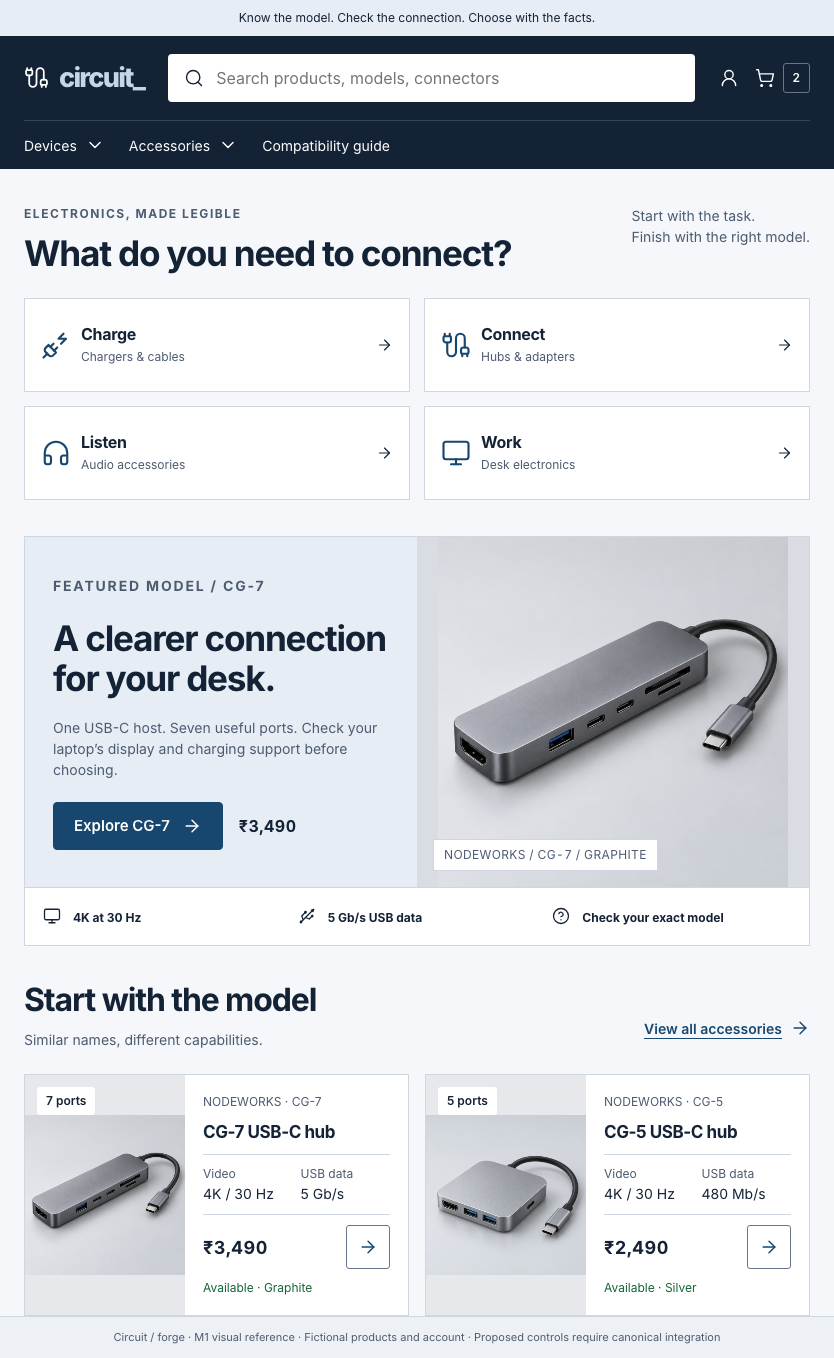 Know the model. Check the connection. Choose with the facts.
circuit_
Search products, models, connectors
2
Devices
Accessories
Compatibility guide
ELECTRONICS, MADE LEGIBLE
What do you need to connect?
Start with the task.
Finish with the right model.
Charge
Chargers & cables
Connect
Hubs & adapters
Listen
Audio accessories
Work
Desk electronics
FEATURED MODEL / CG-7
A clearer connection
for your desk.
One USB-C host. Seven useful ports. Check your
laptop’s display and charging support before
choosing.
Explore CG-7
₹3,490
NODEWORKS / CG-7 / GRAPHITE
4K at 30 Hz
5 Gb/s USB data
Check your exact model
Start with the model
Similar names, different capabilities.
View all accessories
7 ports
NODEWORKS · CG-7
CG-7 USB-C hub
Video
USB data
4K / 30 Hz
5 Gb/s
₹3,490
Available · Graphite
5 ports
NODEWORKS · CG-5
CG-5 USB-C hub
Video
USB data
4K / 30 Hz
480 Mb/s
₹2,490
Available · Silver
Circuit / forge · M1 visual reference · Fictional products and account · Proposed controls require canonical integration